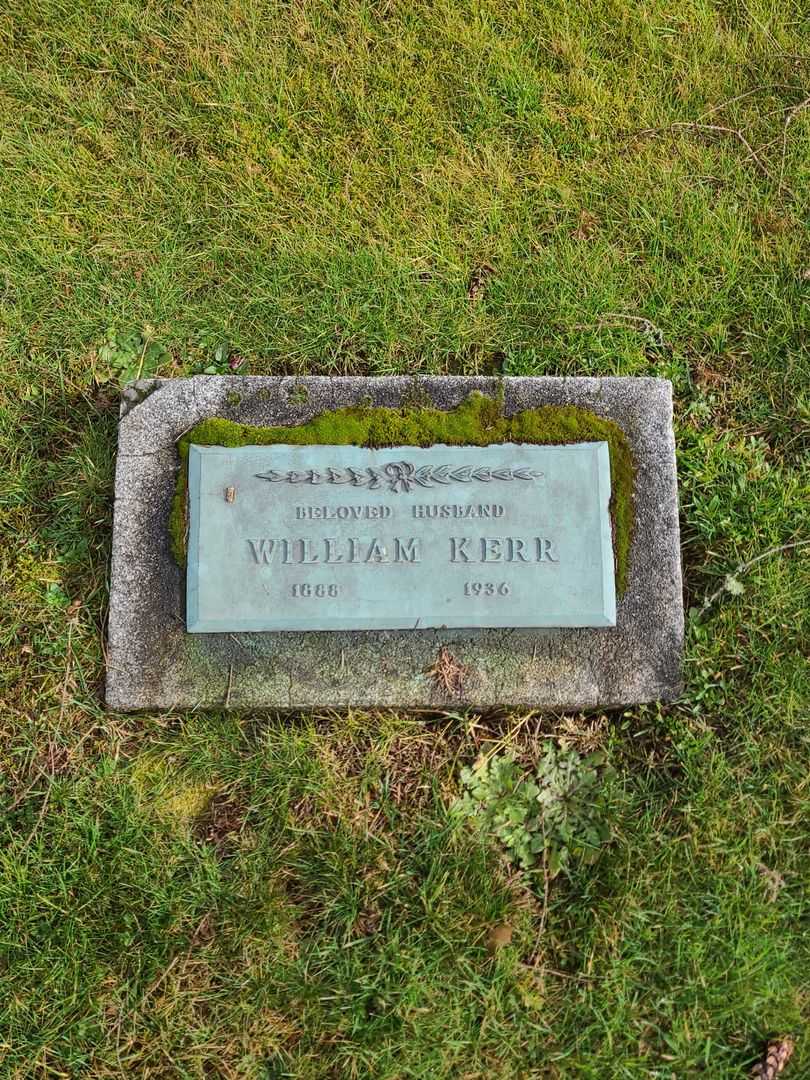 BELOVED HUSBAND
WILLIAM KERR
1888 1936